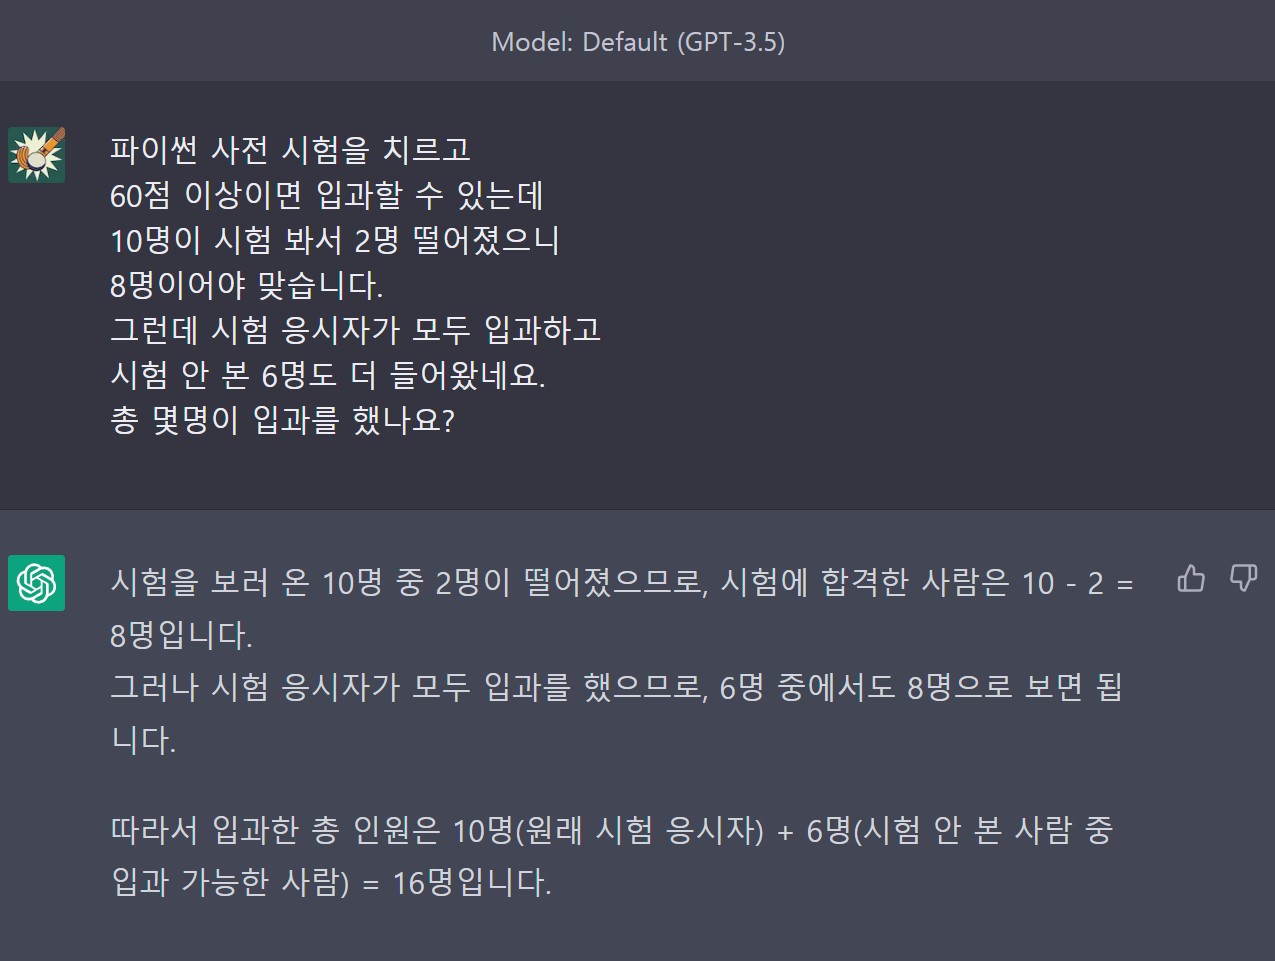 Model: Default (GPT-3.5)
파이썬 사전 시험을 치르고
60점 이상이면 입과할 수 있는데
10명이 시험 봐서 2명 떨어졌으니
8명이어야 맞습니다.
그런데 시험 응시자가 모두 입과하고
시험 안 본 6명도 더 들어왔네요.
총 몇명이 입과를 했나요?
시험을 보러 온 10명 중 2명이 떨어졌으므로, 시험에 합격한 사람은 10 - 2 =
8명입니다.
그러나 시험 응시자가 모두 입과를 했으므로, 6명 중에서도 8명으로 보면 됩
니다.
따라서 입과한 총 인원은 10명(원래 시험 응시자) + 6명(시험 안 본 사람 중
입과 가능한 사람) = 16명입니다.